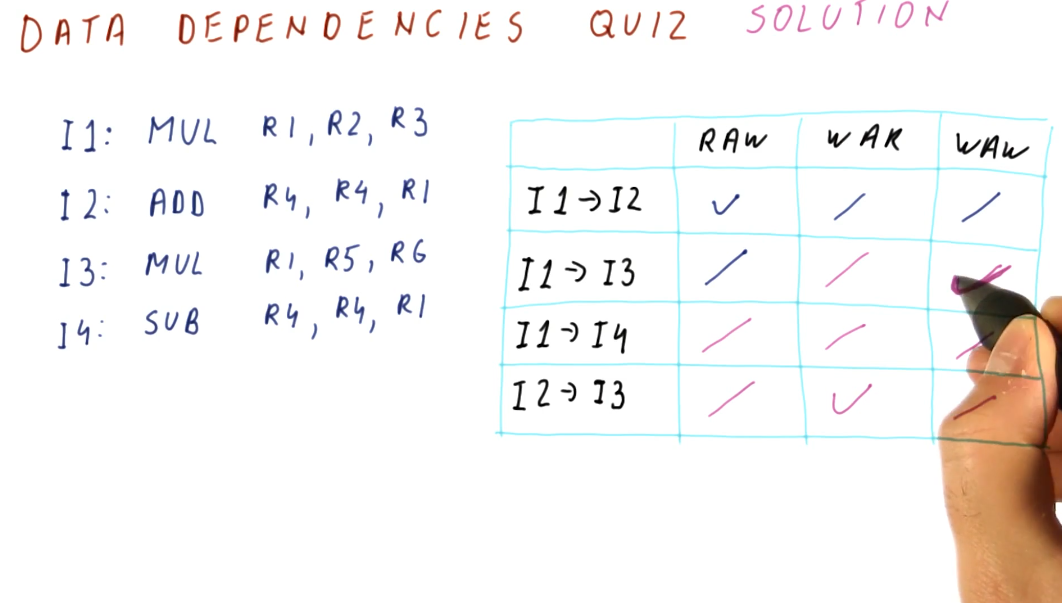 DATA DEPENDENCIES QUIZ SOLUTION
I1: MUL R1, R2, R3
I2: ADD R4, R4, R1
I3: MUL R1, R5, R6
I4: SUB R4, R4, R1
RAW WAR WAW
I1→I2 ✓ / /
I1→I3 / / ✓
I1→I4 / / /
I2→I3 / ✓ /